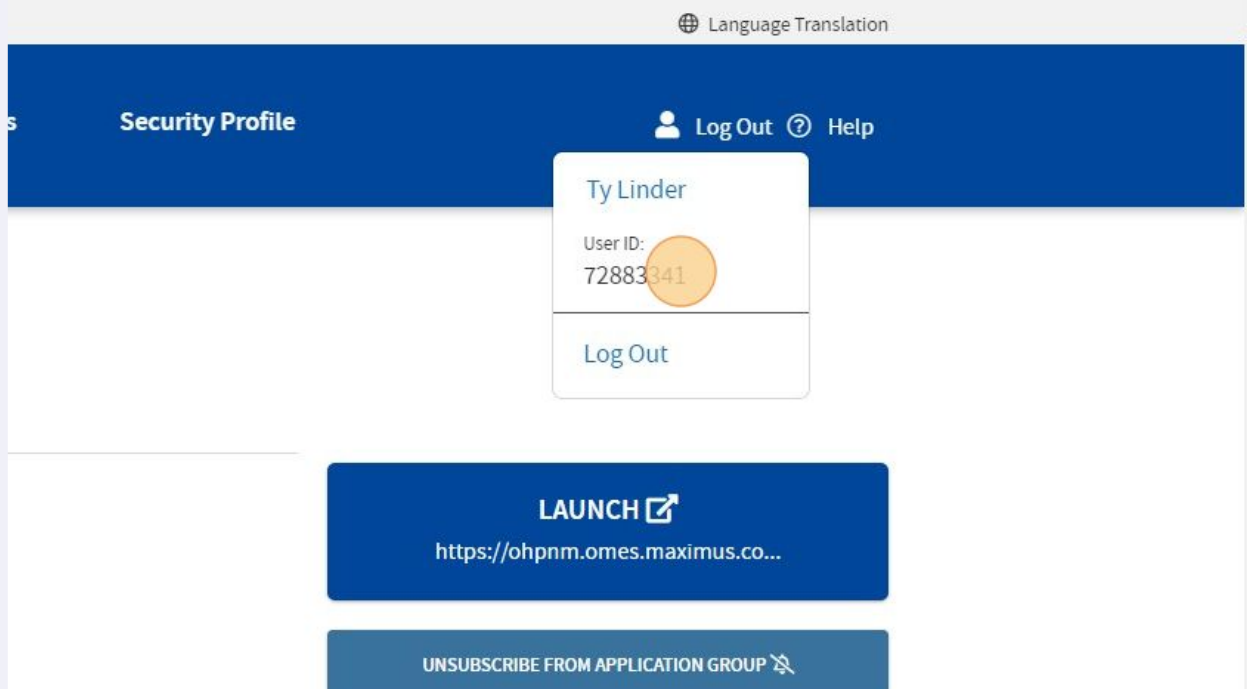 Language Translation
s Security Profile Log Out Help
Ty Linder
User ID:
72883341
Log Out
LAUNCH
https://ohpnm.omes.maximus.co...
UNSUBSCRIBE FROM APPLICATION GROUP